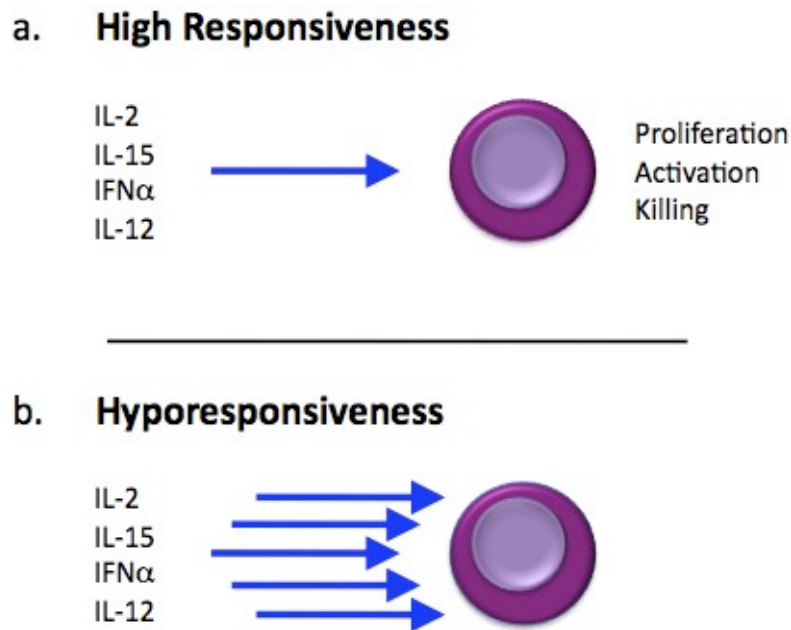 a. High Responsiveness
IL-2
IL-15
IFNα
IL-12
Proliferation
Activation
Killing
b. Hyporesponsiveness
IL-2
IL-15
IFNα
IL-12